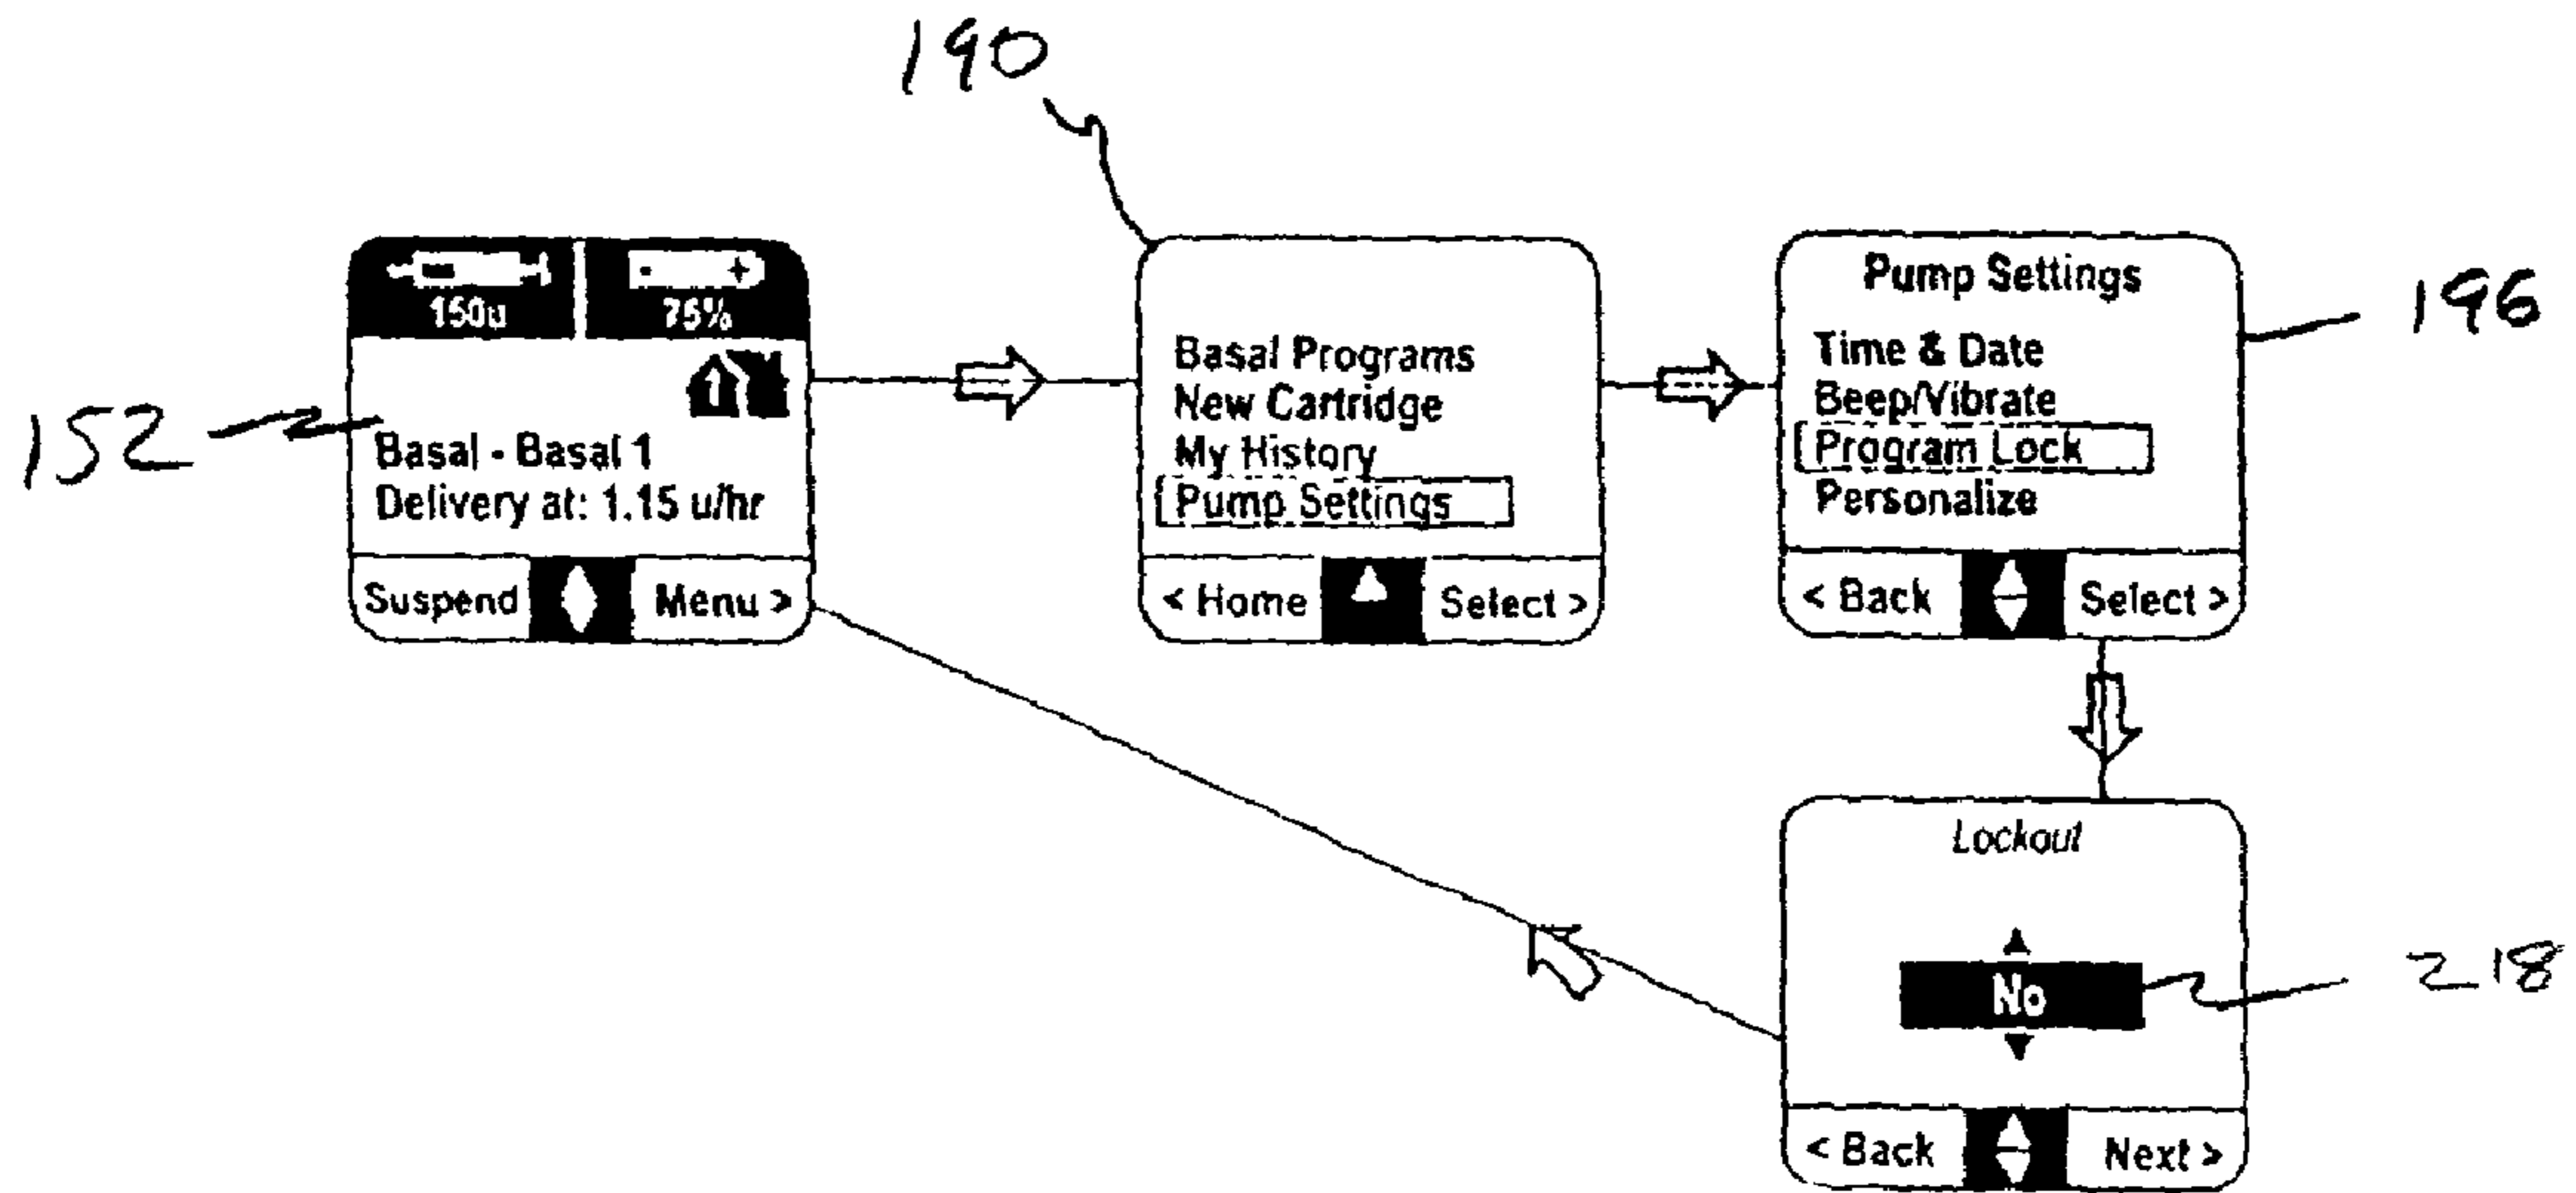 190
150u 75%
152
Basal - Basal 1
Delivery at: 1.15 u/hr
Suspend Menu >
Basal Programs
New Cartridge
My History
Pump Settings
< Home Select >
Pump Settings
Time & Date
Beep/Vibrate
Program Lock
Personalize
< Back Select >
196
Lockout
No
218
< Back Next >